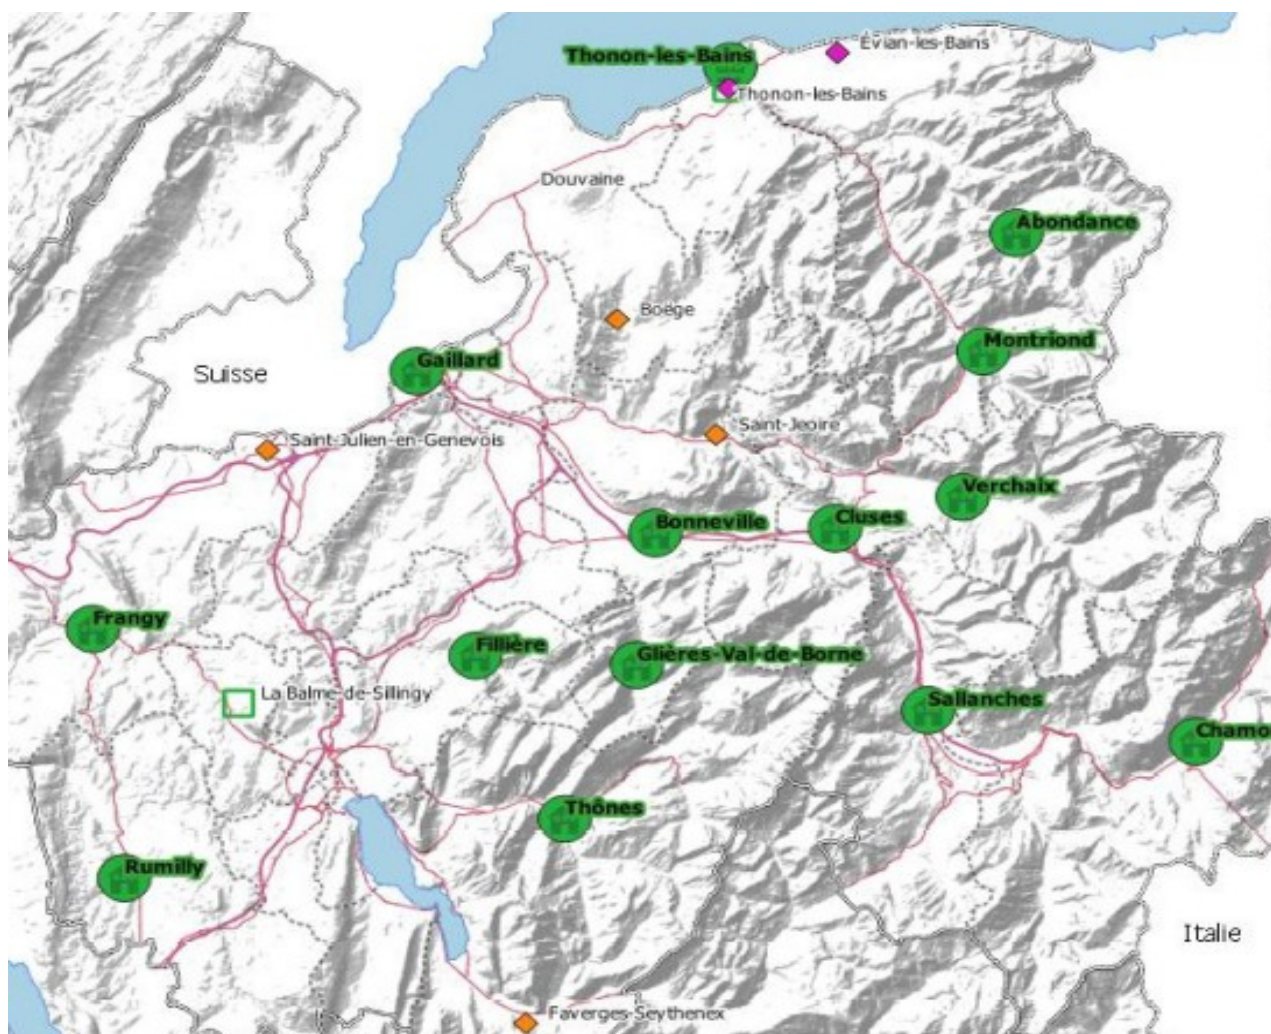 Évian-les-Bains
Thonon-les-Bains
Thonon-les-Bains
Douvaine
Abondance
Boëge
Montriond
Gaillard
Suisse
Saint-Jeoire
Saint-Julien-en-Genevois
Verchaix
Cluses
Bonneville
Frangy
Fillière
Glières-Val-de-Borne
La Balme-de-Sillingy
Sallanches
Chamo
Thônes
Rumilly
Italie
Faverges-Seythenex